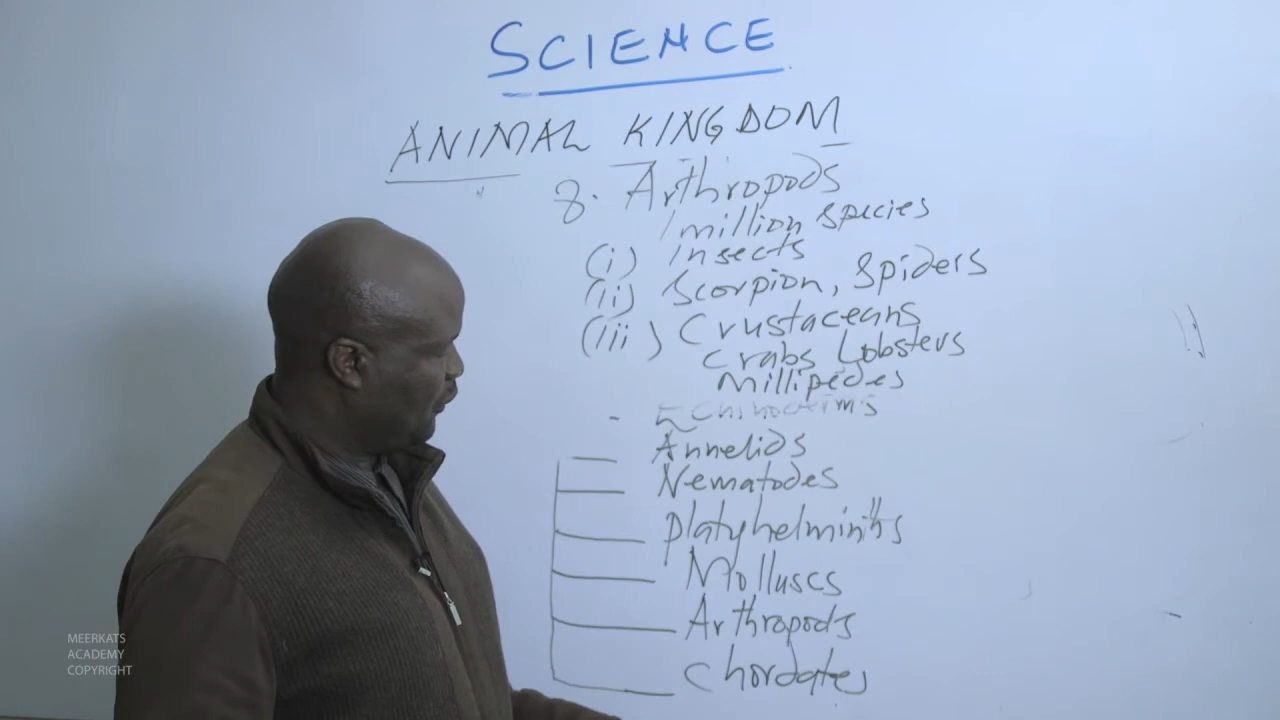 SCIENCE
ANIMAL KINGDOM
8. Arthropods
1 million species
(i) Insects
(ii) Scorpion, Spiders
(iii) Crustaceans
Crabs Lobsters
Millipedes
Annelids
Nematodes
Platyhelminths
Molluscs
Arthropods
Chordates
MEERKATS
ACADEMY
COPYRIGHT